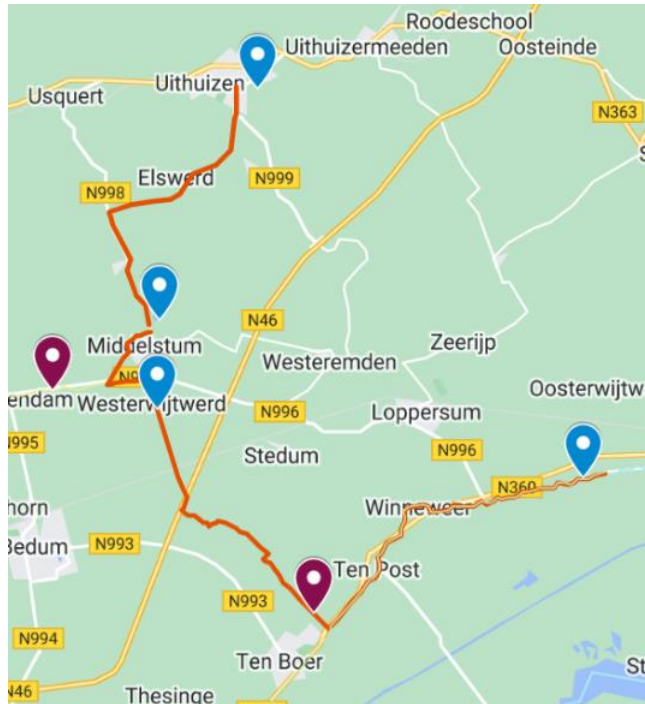 Roodeschool
Uithuizermeeden
Oosteinde
Uithuizen
Usquert
N363
Elswerd
N999
N998
N46
Middelstum
Zeerijp
Westeremden
endam
Westerwijtwerd
Oosterwijtw
Loppersum
N996
N995
Stedum
N996
N360
horn
Winneweer
Bedum
N993
Ten Post
N993
N994
Ten Boer
St
N46
Thesinge